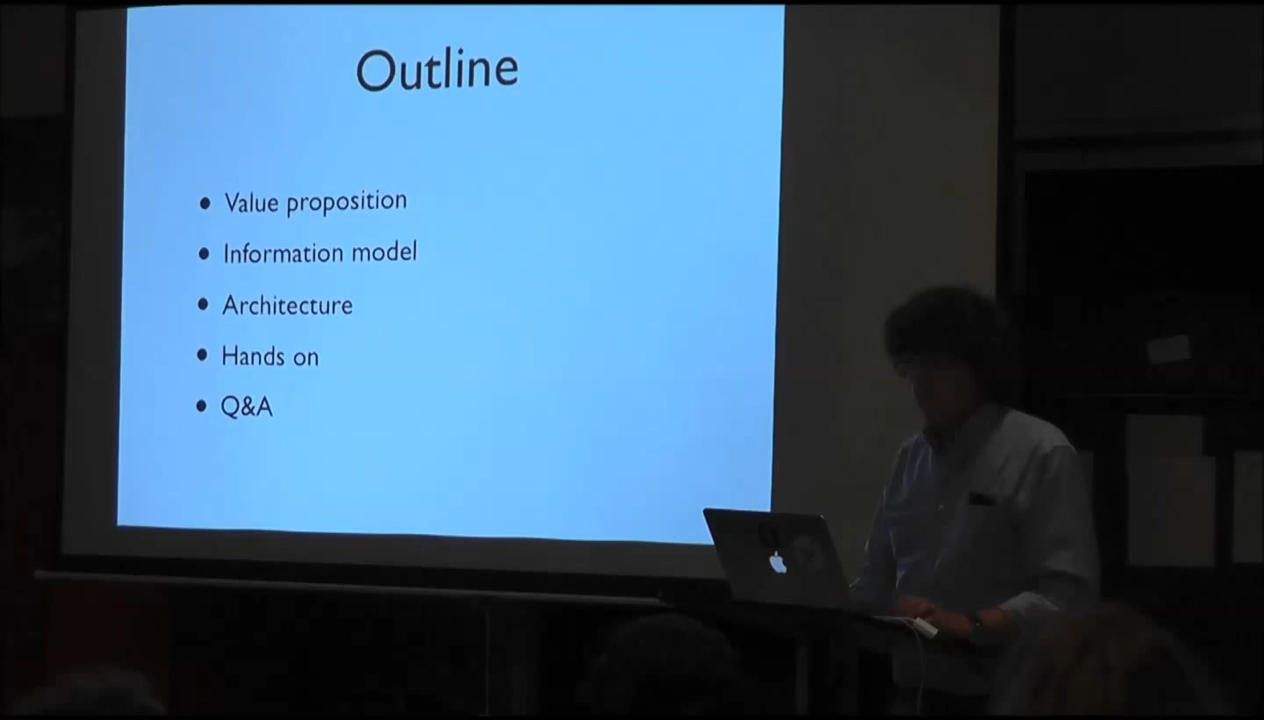 Outline
• Value proposition
• Information model
• Architecture
• Hands on
• Q&A